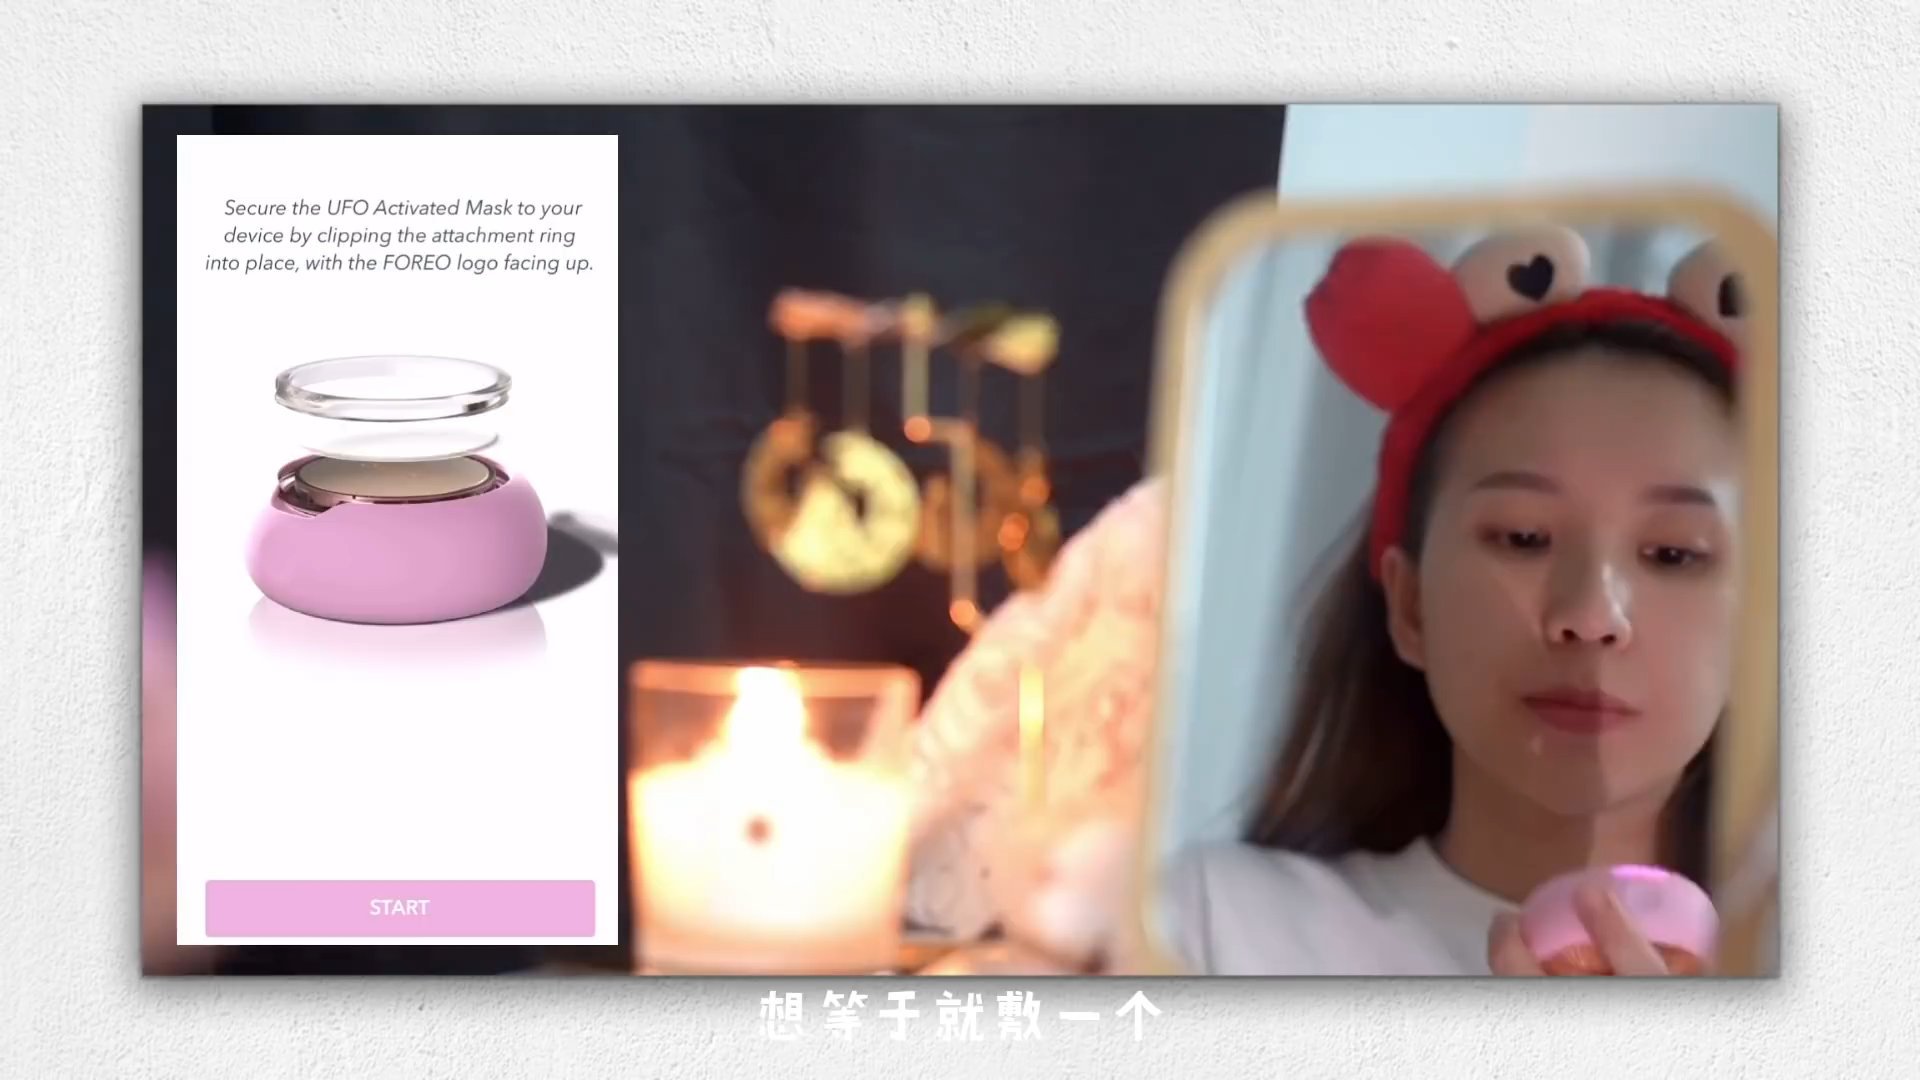 Secure the UFO Activated Mask to your
device by clipping the attachment ring
into place, with the FOREO logo facing up.
START
想等于就敷一个